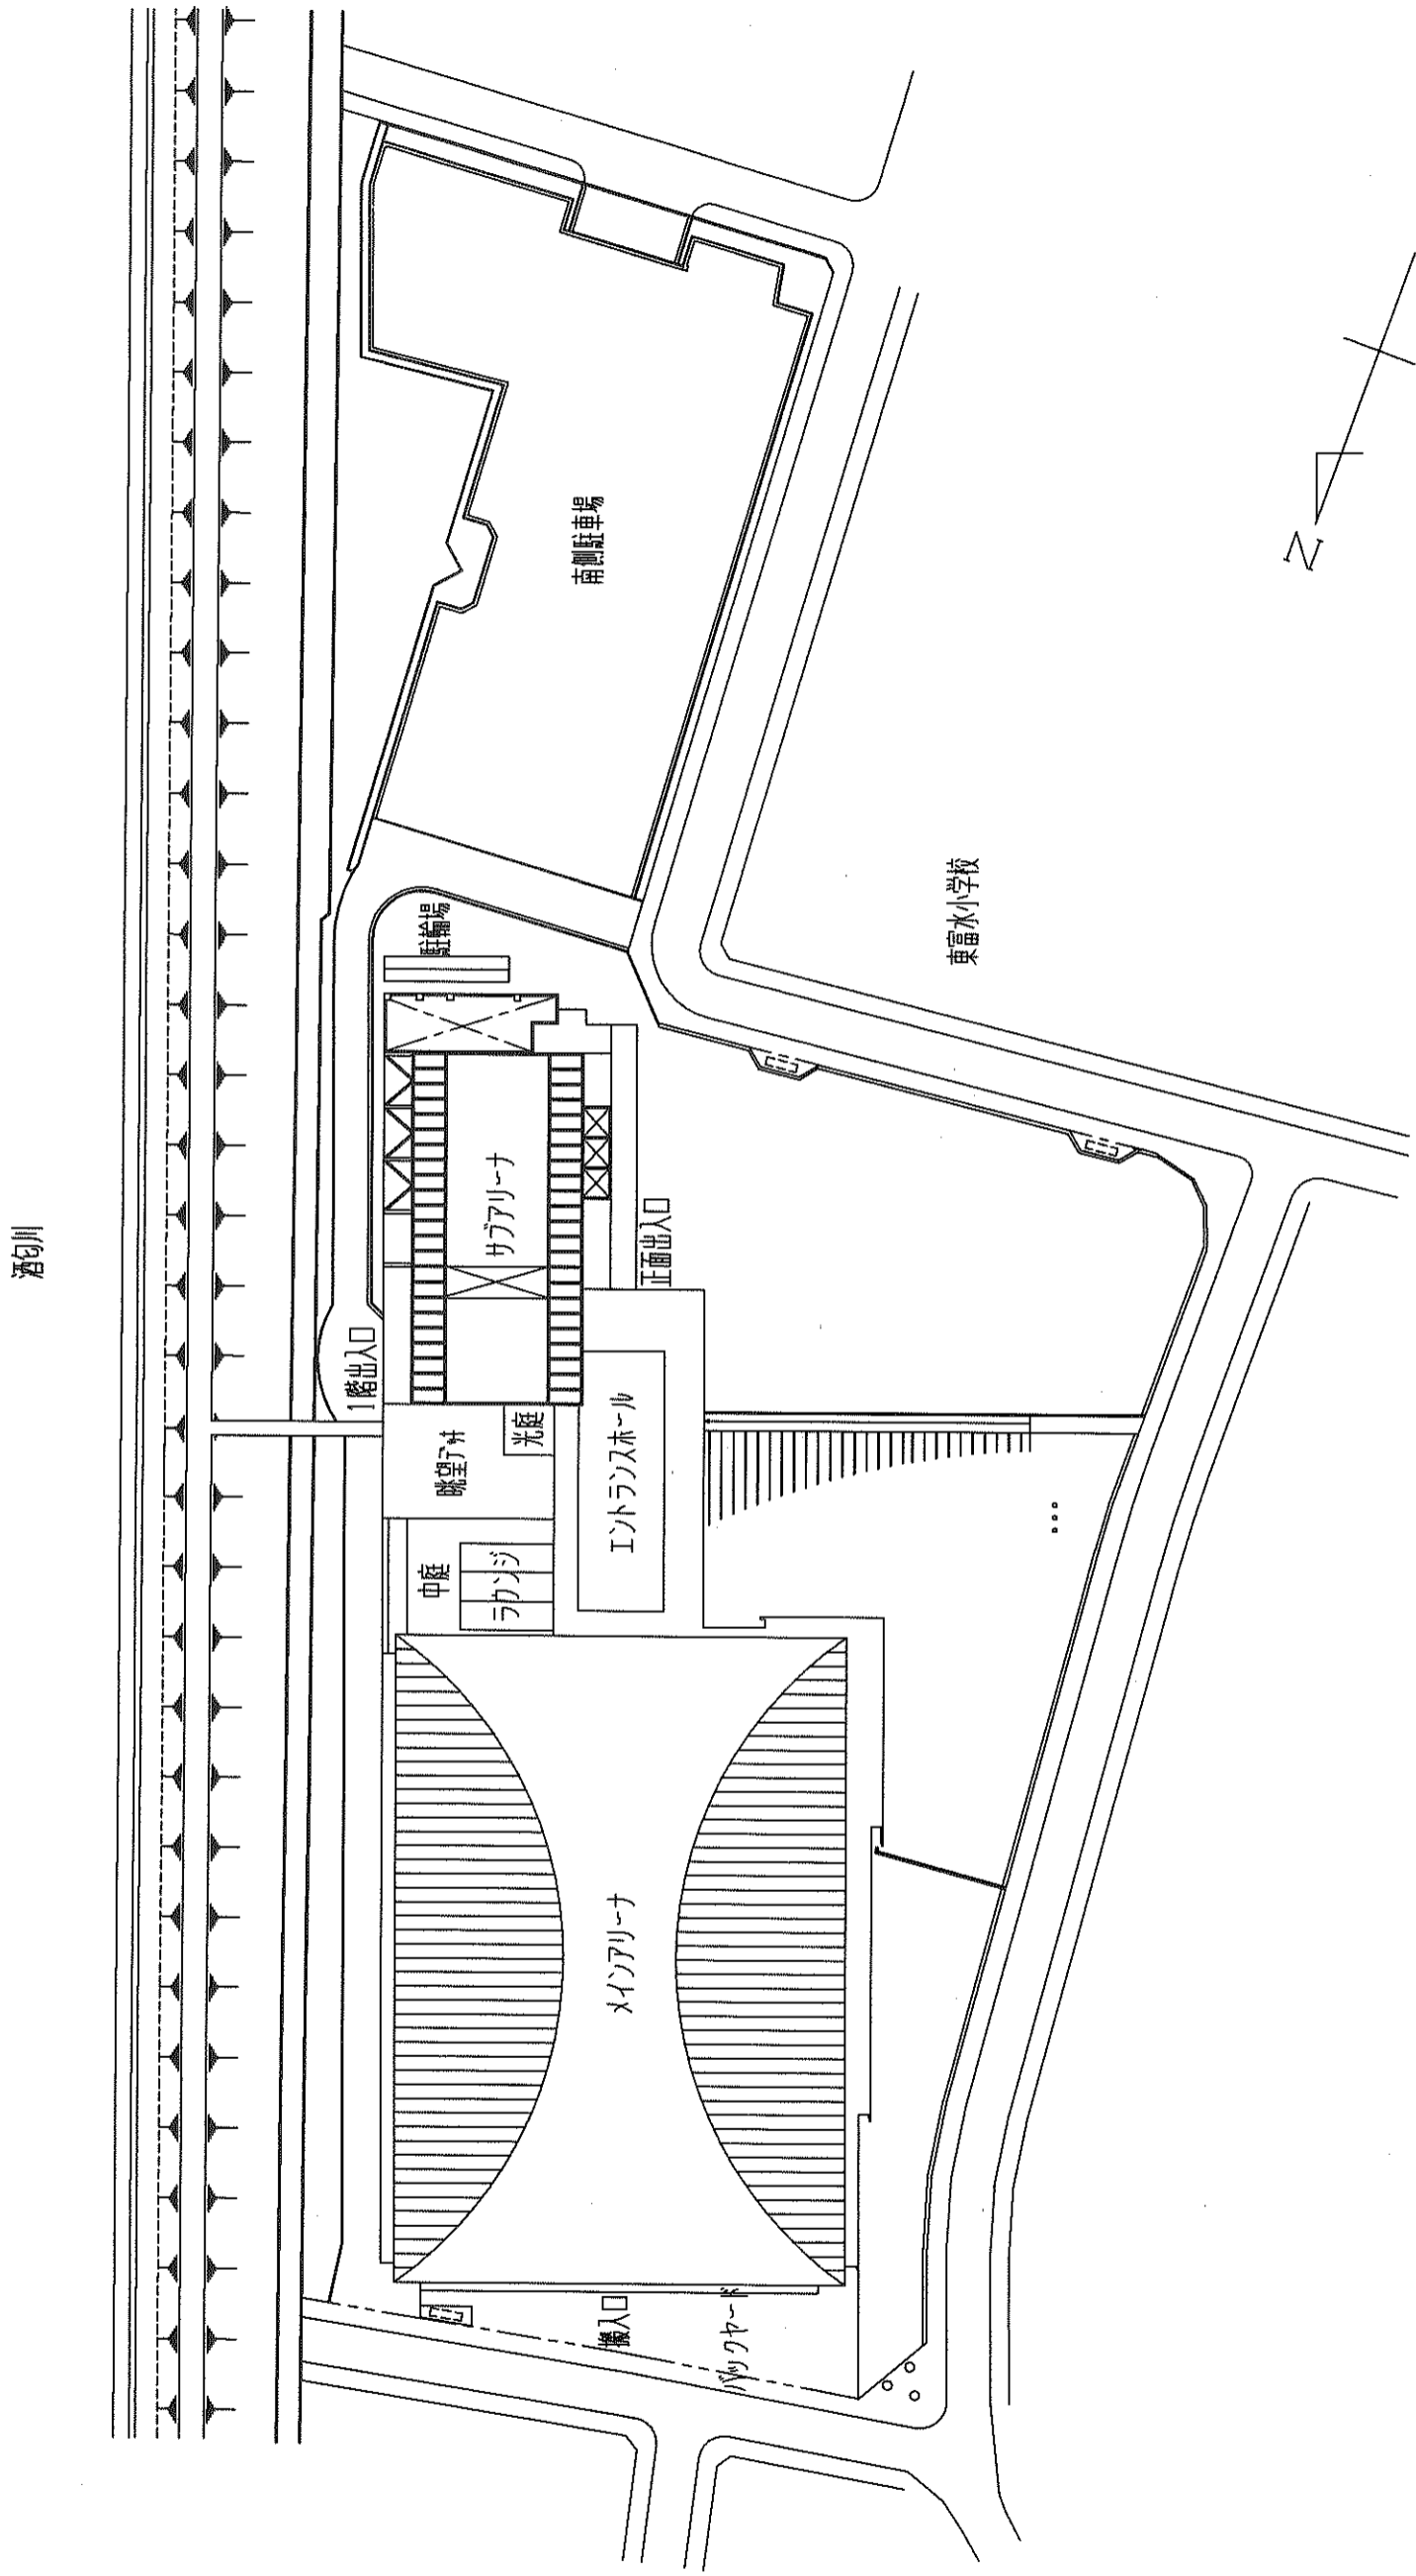 酒匂川
南側駐車場
駐輪場
東富水小学校
サブアリーナ
正面出入口
1階出入口
眺望デッキ
光庭
エントランスホール
中庭
ラウンジ
メインアリーナ
搬入口
バックヤード
N